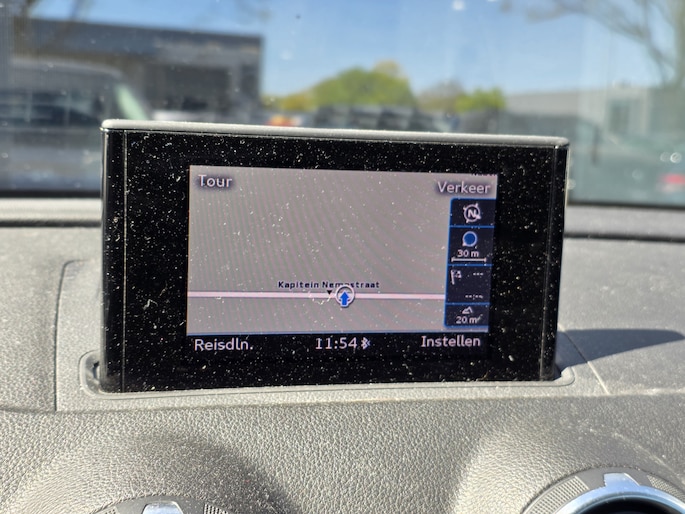 Tour
Verkeer
N
30 m
Kapitein Nemostraat
---
--:--
20 m
Reisdln.
11:54
Instellen